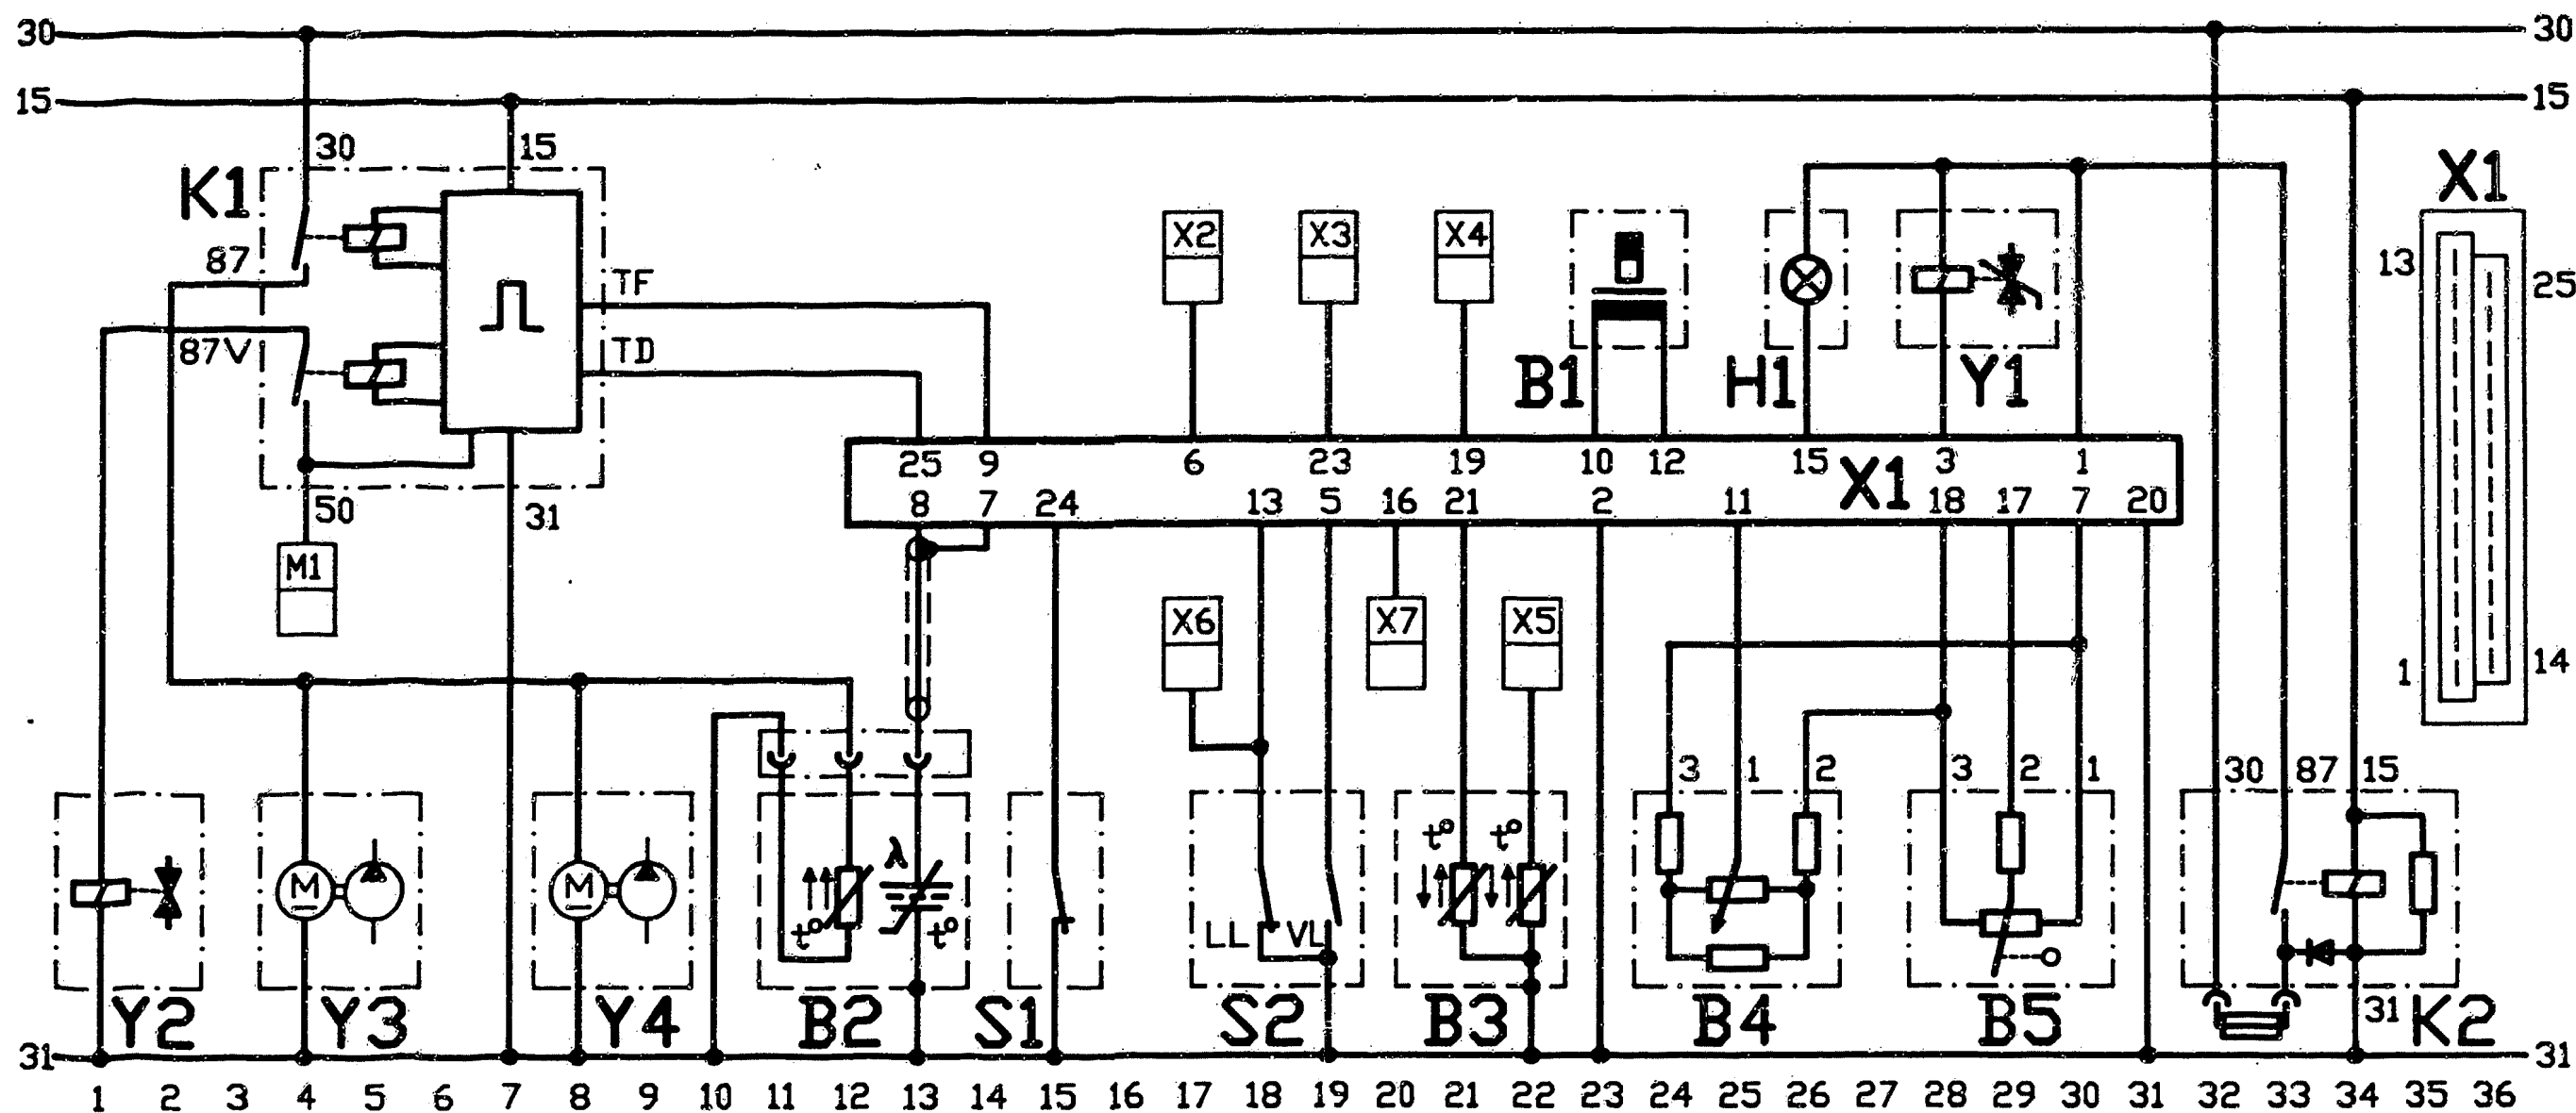 30 30
15 15
30 15
K1 X1
X2 X3 X4
87 13 25
TF
87V TD
B1 H1 Y1
25 9 6 23 19 10 12 15 3 1
X1
8 7 24 13 5 16 21 2 11 18 17 7 20
50 31
M1
X6 X7 X5
1 14
3 1 2 3 2 1 30 87 15
t° t°
λ
M M
t° t°
LL VL
31
Y2 Y3 Y4 B2 S1 S2 B3 B4 B5 K2
31 31
1 2 3 4 5 6 7 8 9 10 11 12 13 14 15 16 17 18 19 20 21 22 23 24 25 26 27 28 29 30 31 32 33 34 35 36